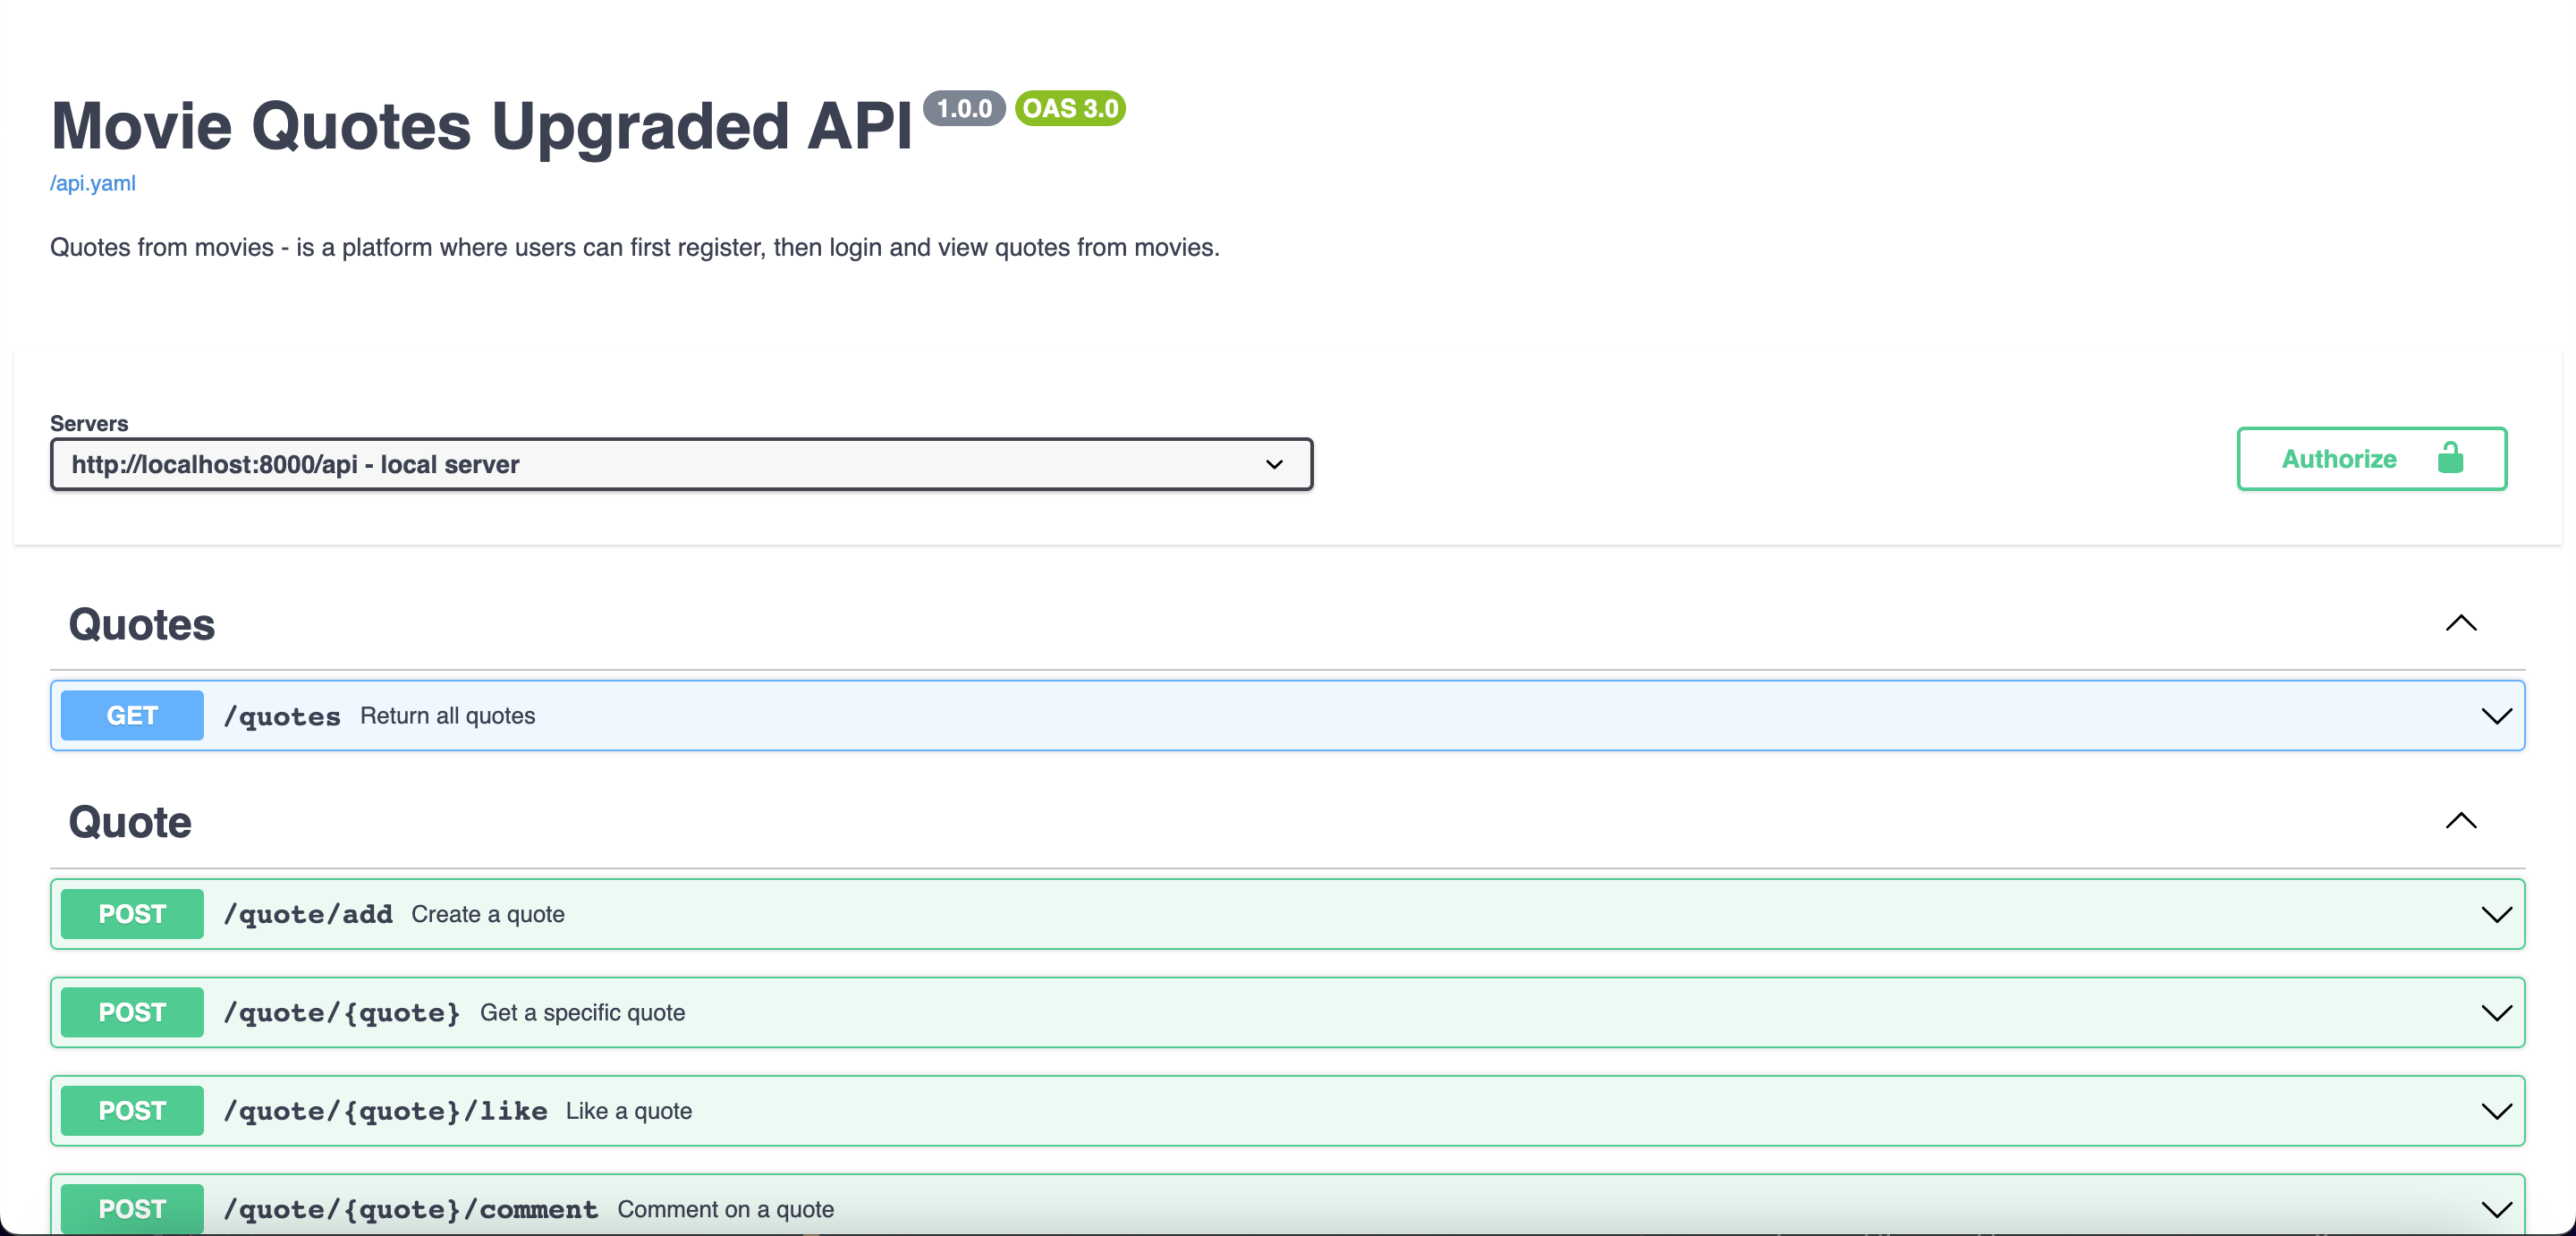 Movie Quotes Upgraded API 1.0.0 OAS 3.0
/api.yaml
Quotes from movies - is a platform where users can first register, then login and view quotes from movies.
Servers
http://localhost:8000/api - local server
Authorize
Quotes
GET /quotes Return all quotes
Quote
POST /quote/add Create a quote
POST /quote/{quote} Get a specific quote
POST /quote/{quote}/like Like a quote
POST /quote/{quote}/comment Comment on a quote